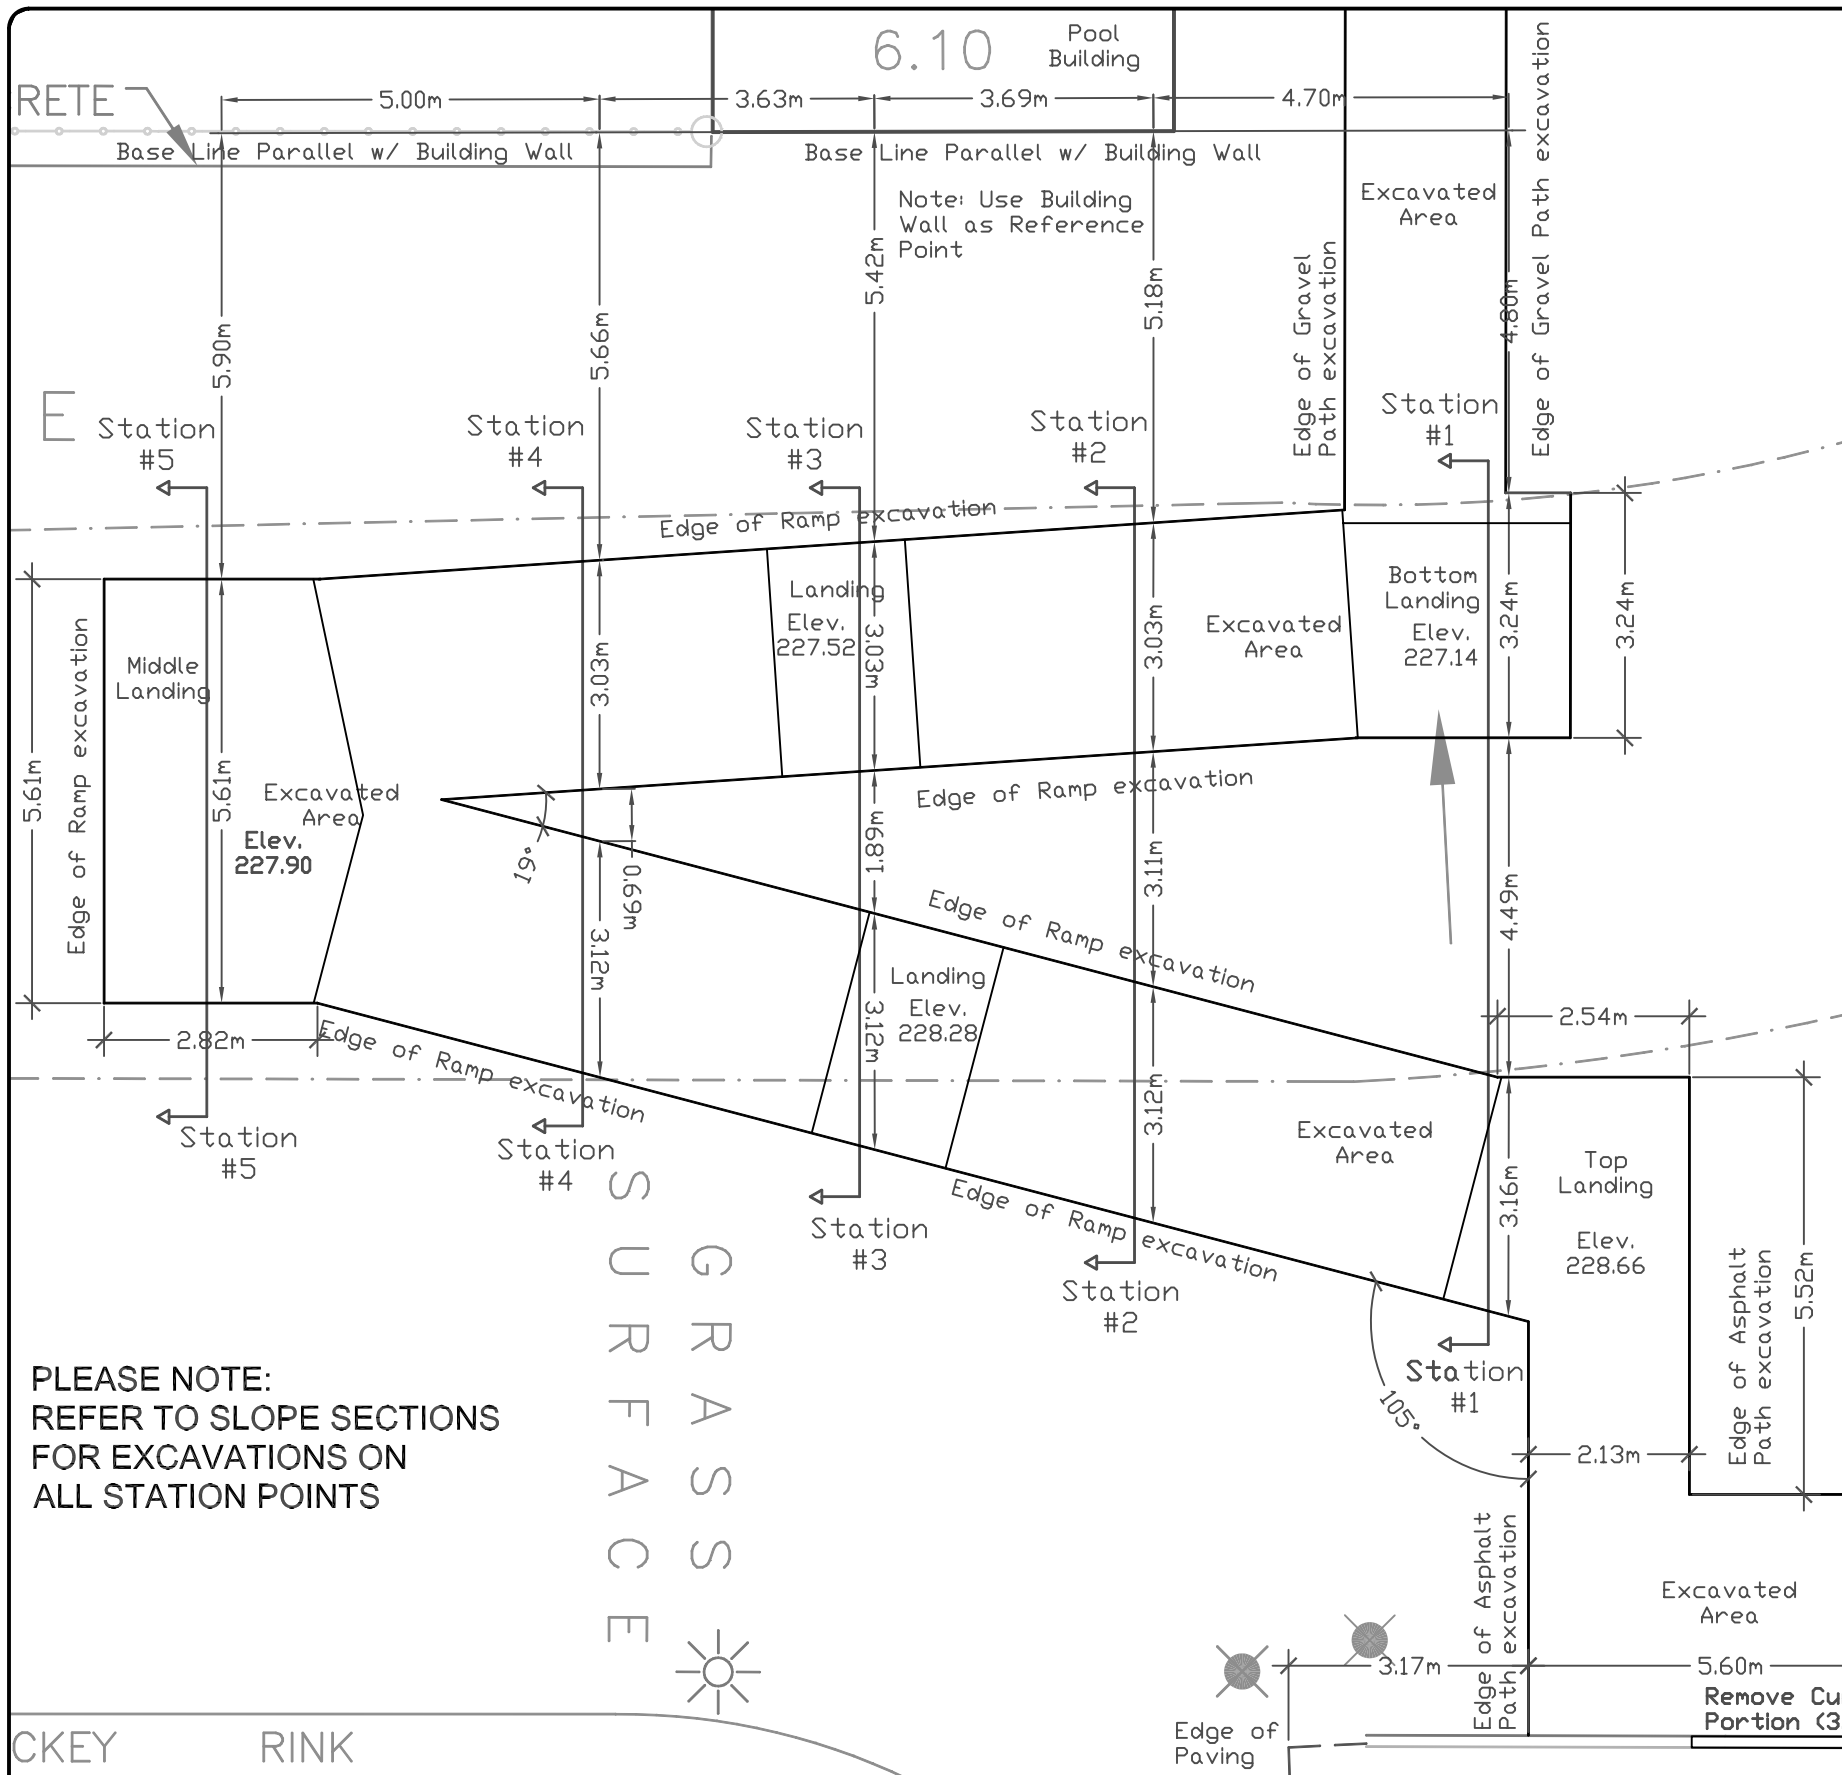 6.10
Pool
Building
RETE
5.00m
3.63m
3.69m
4.70m
Base Line Parallel w/ Building Wall
Base Line Parallel w/ Building Wall
Note: Use Building
Wall as Reference
Point
Excavated
Area
Edge of Gravel
Path excavation
Edge of Gravel Path excavation
5.90m
5.66m
5.42m
5.18m
4.80m
E
Station
#5
Station
#4
Station
#3
Station
#2
Station
#1
Edge of Ramp excavation
Middle
Landing
Edge of Ramp excavation
5.61m
5.61m
Excavated
Area
Elev.
227.90
3.03m
Landing
Elev.
227.52
3.03m
3.03m
Excavated
Area
Bottom
Landing
Elev.
227.14
3.24m
3.24m
Edge of Ramp excavation
19°
0.69m
1.89m
3.11m
4.49m
Edge of Ramp excavation
3.12m
Landing
Elev.
228.28
3.12m
3.12m
2.82m
Edge of Ramp excavation
2.54m
Excavated
Area
3.16m
Top
Landing
Elev.
228.66
5.52m
Station
#5
Station
#4
Station
#3
Station
#2
Station
#1
Edge of Ramp excavation
105°
2.13m
Edge of Asphalt
Path excavation
GRASS
SURFACE
PLEASE NOTE:
REFER TO SLOPE SECTIONS
FOR EXCAVATIONS ON
ALL STATION POINTS
Edge of Asphalt
Path excavation
Excavated
Area
3.17m
5.60m
Remove Cu
Portion (3
Edge of
Paving
CKEY RINK